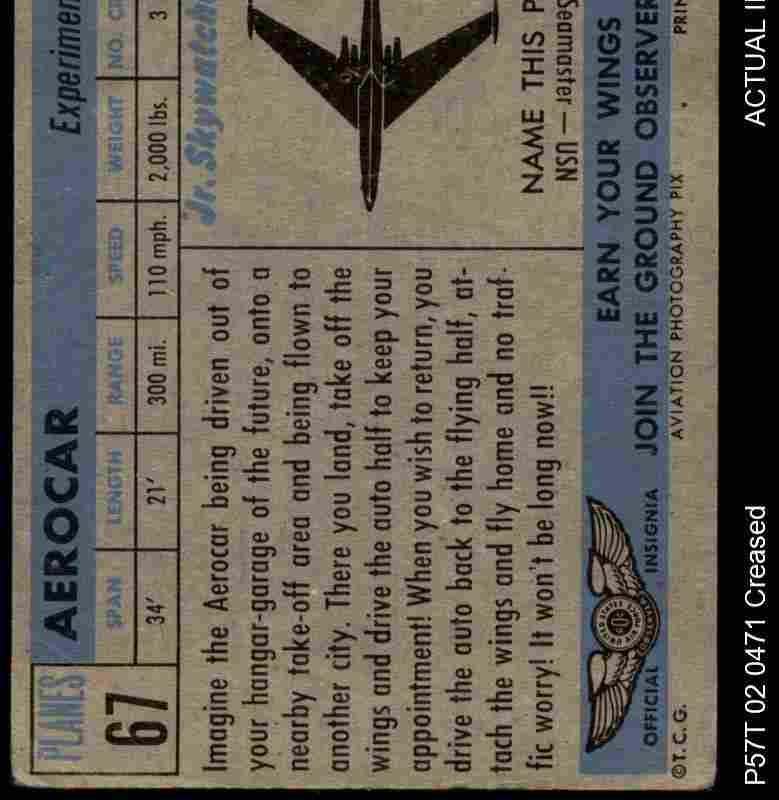 PLANES
67
AEROCAR
SPAN LENGTH RANGE SPEED WEIGHT NO.
34′ 21′ 300 mi. 110 mph. 2,000 lbs. 3
Imagine the Aerocar being driven out of
your hangar-garage of the future, onto a
nearby take-off area and being flown to
another city. There you land, take off the
wings and drive the auto half to keep your
appointment! When you wish to return, you
drive the auto back to the flying half, at-
tach the wings and fly home and no traf-
fic worry! It won't be long now!!
NAME THIS
Seamaster — USN
EARN YOUR WINGS
JOIN THE GROUND OBSERVER
OFFICIAL INSIGNIA
AVIATION PHOTOGRAPHY PIX
© T. C. G.
P57T 02 0471 Creased
ACTUAL